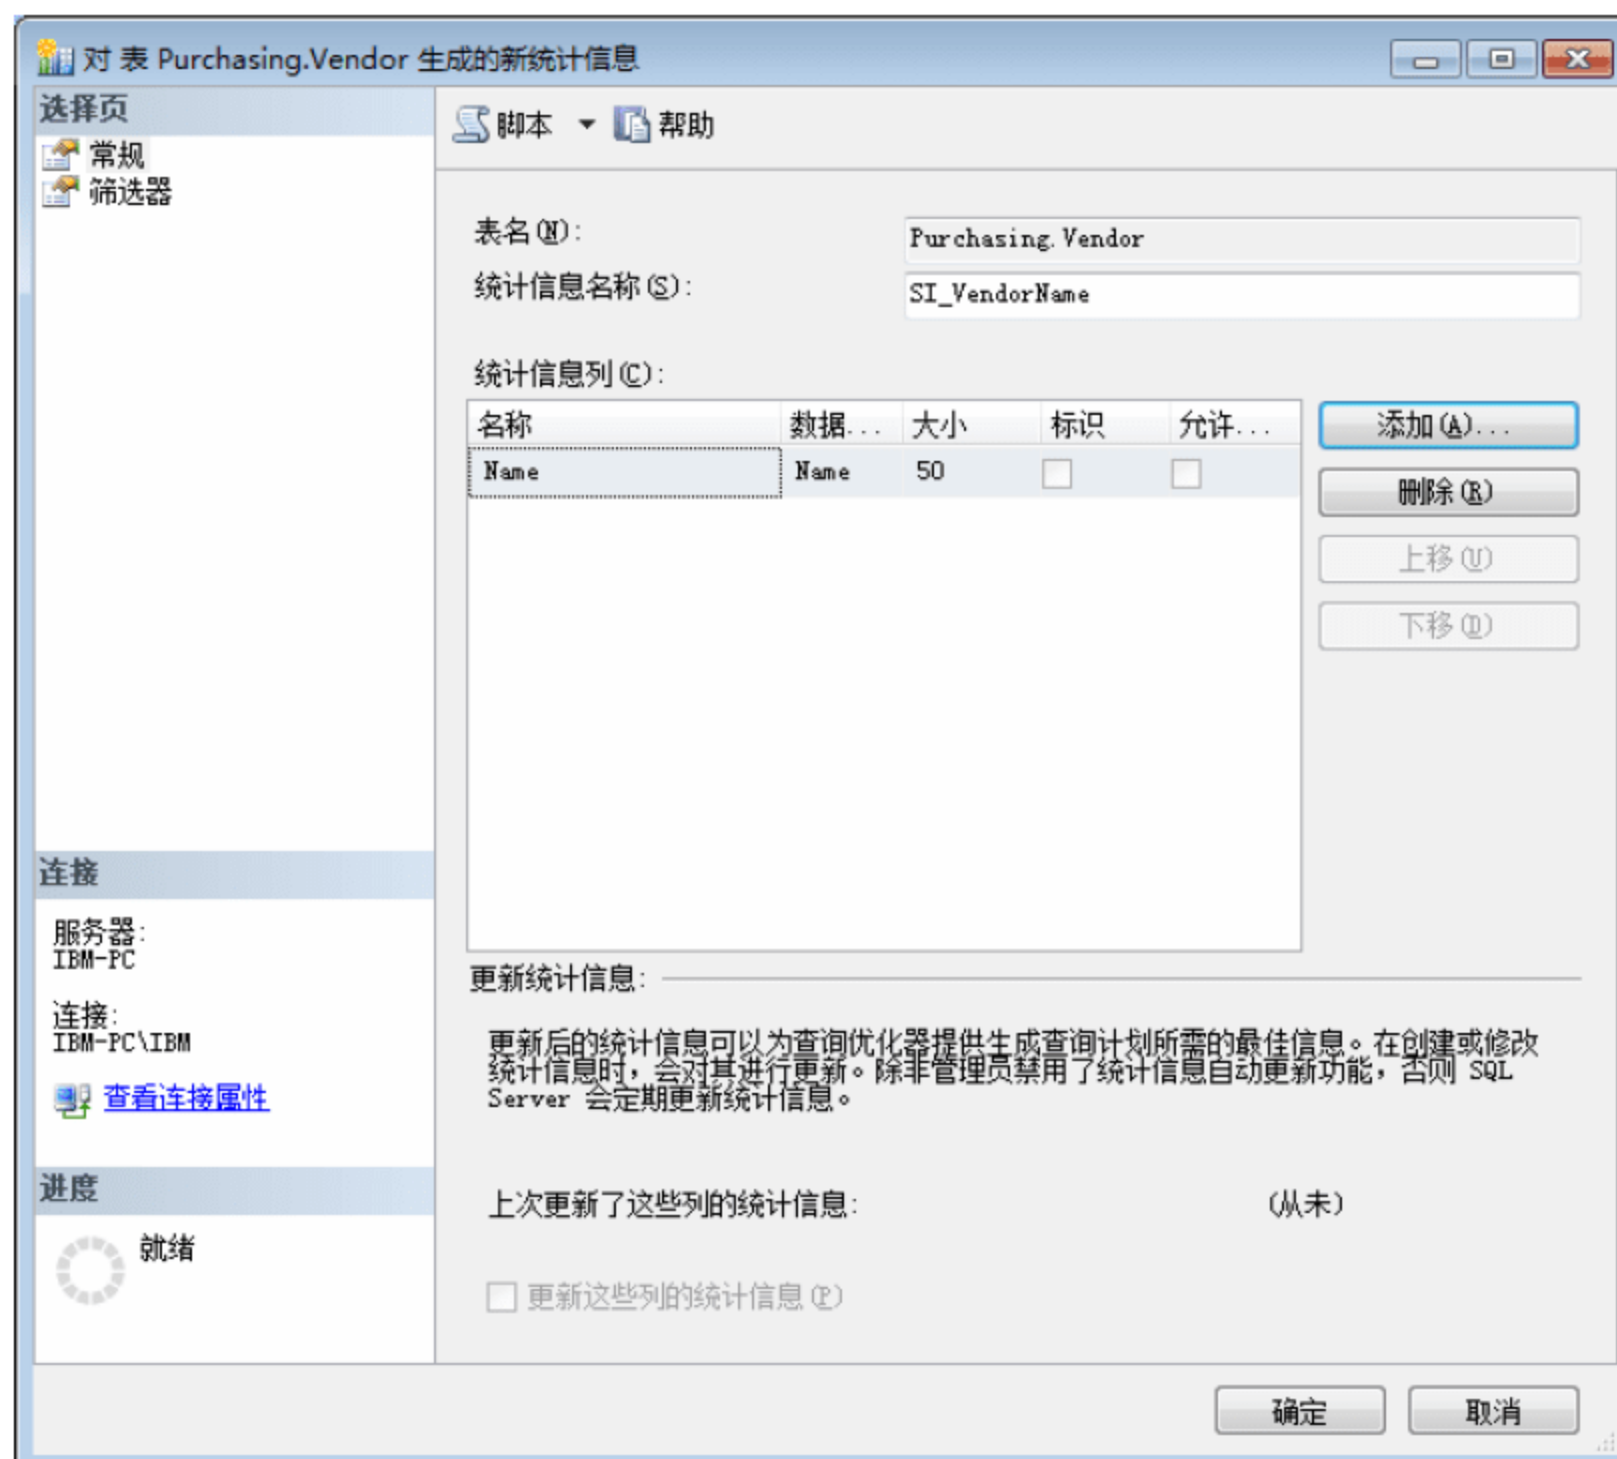 对 表 Purchasing.Vendor 生成的新统计信息
选择页
常规
筛选器
脚本 帮助
表名(N):
Purchasing.Vendor
统计信息名称(S):
SI_VendorName
统计信息列(C):
名称 数据... 大小 标识 允许...
Name Name 50
添加(A)...
删除(R)
上移(U)
下移(D)
连接
服务器:
IBM-PC
连接:
IBM-PC\IBM
查看连接属性
进度
就绪
更新统计信息:
更新后的统计信息可以为查询优化器提供生成查询计划所需的最佳信息。在创建或修改
统计信息时，会对其进行更新。除非管理员禁用了统计信息自动更新功能，否则 SQL
Server 会定期更新统计信息。
上次更新了这些列的统计信息: (从未)
更新这些列的统计信息(P)
确定 取消